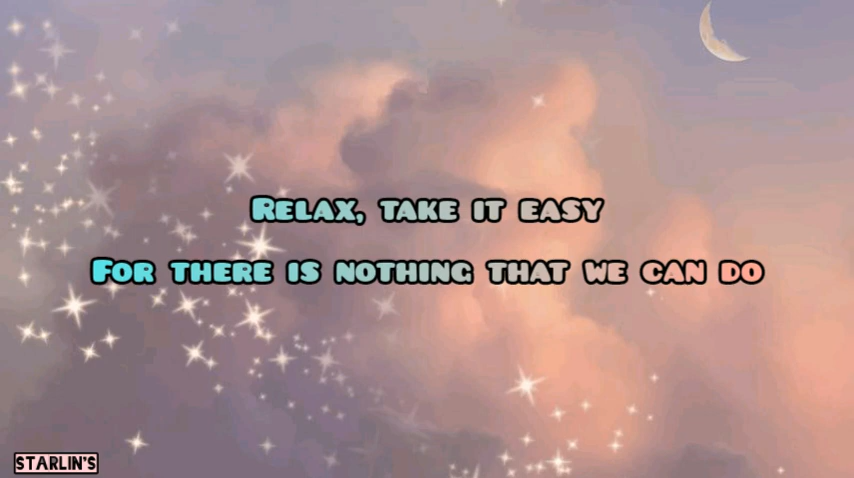 Relax, take it easy
For there is nothing that we can do
STARLIN'S